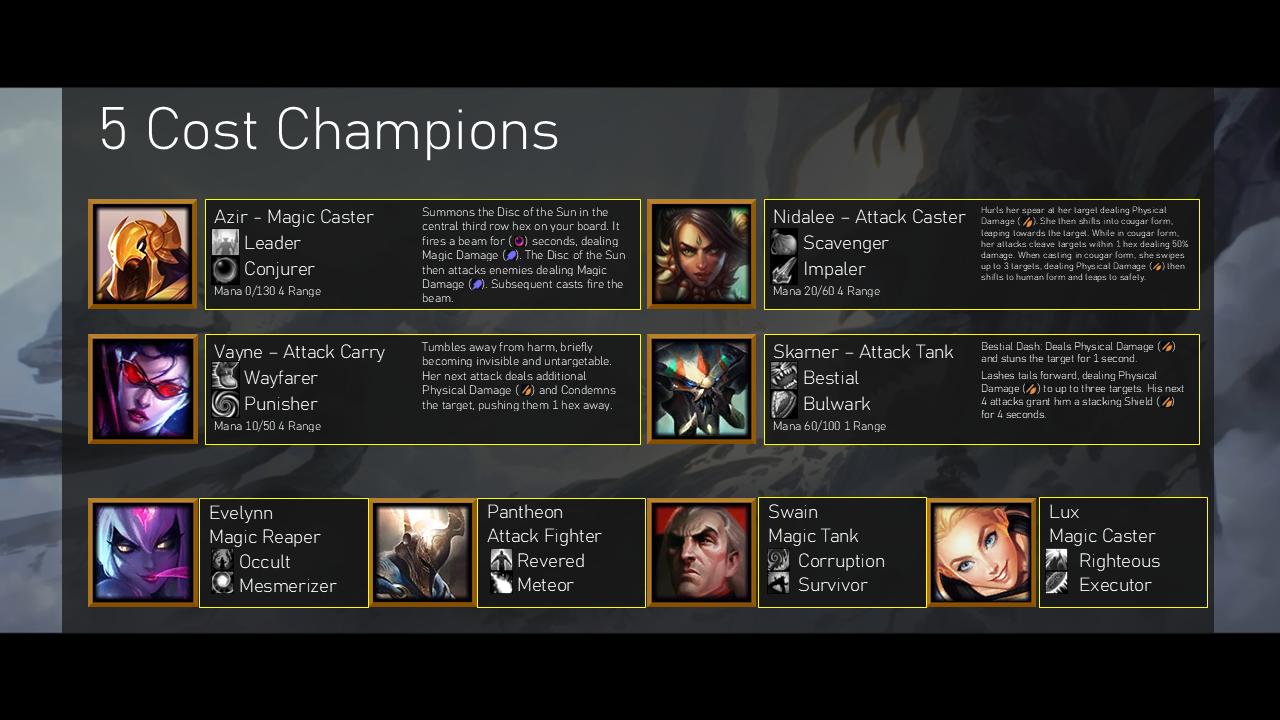 5 Cost Champions
Azir – Magic Caster
Leader
Conjurer
Mana 0/130 4 Range
Summons the Disc of the Sun in the
central third row hex on your board. It
fires a beam for ( ) seconds, dealing
Magic Damage ( ). The Disc of the Sun
then attacks enemies dealing Magic
Damage ( ). Subsequent casts fire the
beam.
Nidalee – Attack Caster
Scavenger
Impaler
Mana 20/60 4 Range
Hurls her spear at her target dealing Physical
Damage ( ). She then shifts into cougar form,
leaping towards the target. While in cougar form,
her attacks cleave targets within 1 hex dealing 50%
damage. When casting in cougar form, she swipes
up to 3 targets, dealing Physical Damage ( ) then
shifts to human form and leaps to safety.
Vayne – Attack Carry
Wayfarer
Punisher
Mana 10/50 4 Range
Tumbles away from harm, briefly
becoming invisible and untargetable.
Her next attack deals additional
Physical Damage ( ) and Condemns
the target, pushing them 1 hex away.
Skarner – Attack Tank
Bestial
Bulwark
Mana 60/100 1 Range
Bestial Dash: Deals Physical Damage ( )
and stuns the target for 1 second.
Lashes tails forward, dealing Physical
Damage ( ) to up to three targets. His next
4 attacks grant him a stacking Shield ( )
for 4 seconds.
Evelynn
Magic Reaper
Occult
Mesmerizer
Pantheon
Attack Fighter
Revered
Meteor
Swain
Magic Tank
Corruption
Survivor
Lux
Magic Caster
Righteous
Executor